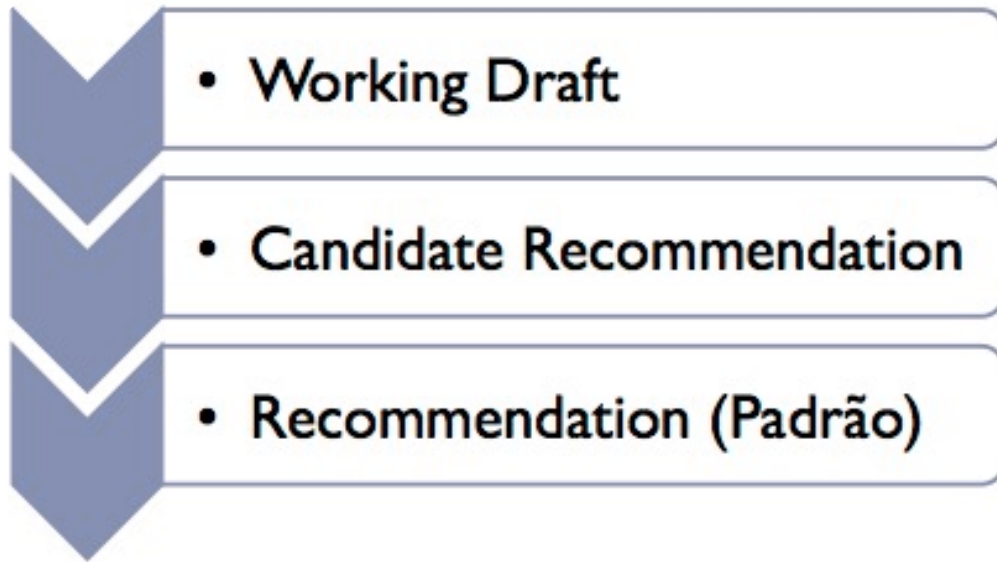 • Working Draft
• Candidate Recommendation
• Recommendation (Padrão)